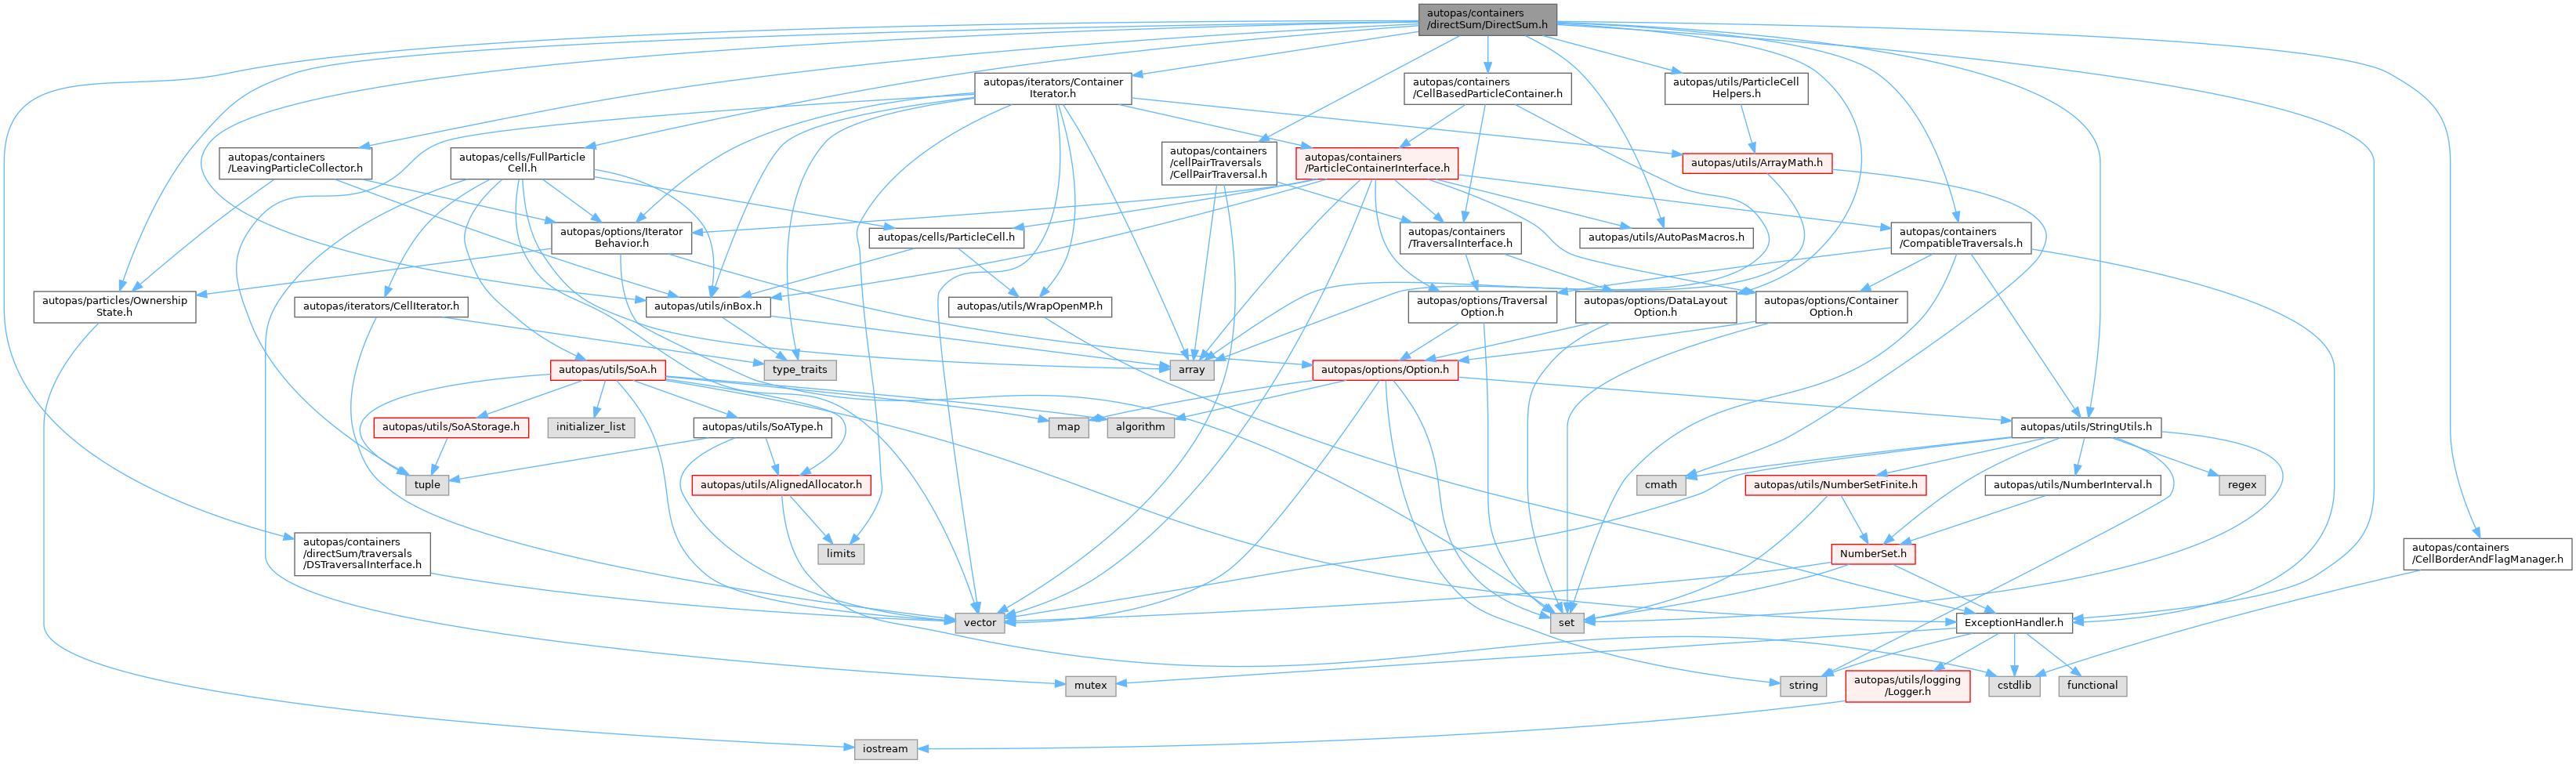 autopas/containers
/directSum/DirectSum.h
autopas/iterators/Container
Iterator.h
autopas/containers
/CellBasedParticleContainer.h
autopas/utils/ParticleCell
Helpers.h
autopas/containers
/LeavingParticleCollector.h
autopas/cells/FullParticle
Cell.h
autopas/containers
/cellPairTraversals
/CellPairTraversal.h
autopas/containers
/ParticleContainerInterface.h
autopas/utils/ArrayMath.h
autopas/options/Iterator
Behavior.h
autopas/cells/ParticleCell.h
autopas/containers
/TraversalInterface.h
autopas/utils/AutoPasMacros.h
autopas/containers
/CompatibleTraversals.h
autopas/particles/Ownership
State.h
autopas/iterators/CellIterator.h
autopas/utils/inBox.h
autopas/utils/WrapOpenMP.h
autopas/options/Traversal
Option.h
autopas/options/DataLayout
Option.h
autopas/options/Container
Option.h
autopas/utils/SoA.h
type_traits
array
autopas/options/Option.h
autopas/utils/SoAStorage.h
initializer_list
autopas/utils/SoAType.h
map
algorithm
autopas/utils/StringUtils.h
tuple
autopas/utils/AlignedAllocator.h
cmath
autopas/utils/NumberSetFinite.h
autopas/utils/NumberInterval.h
regex
autopas/containers
/directSum/traversals
/DSTraversalInterface.h
limits
NumberSet.h
autopas/containers
/CellBorderAndFlagManager.h
vector
set
ExceptionHandler.h
mutex
string
autopas/utils/logging
/Logger.h
cstdlib
functional
iostream